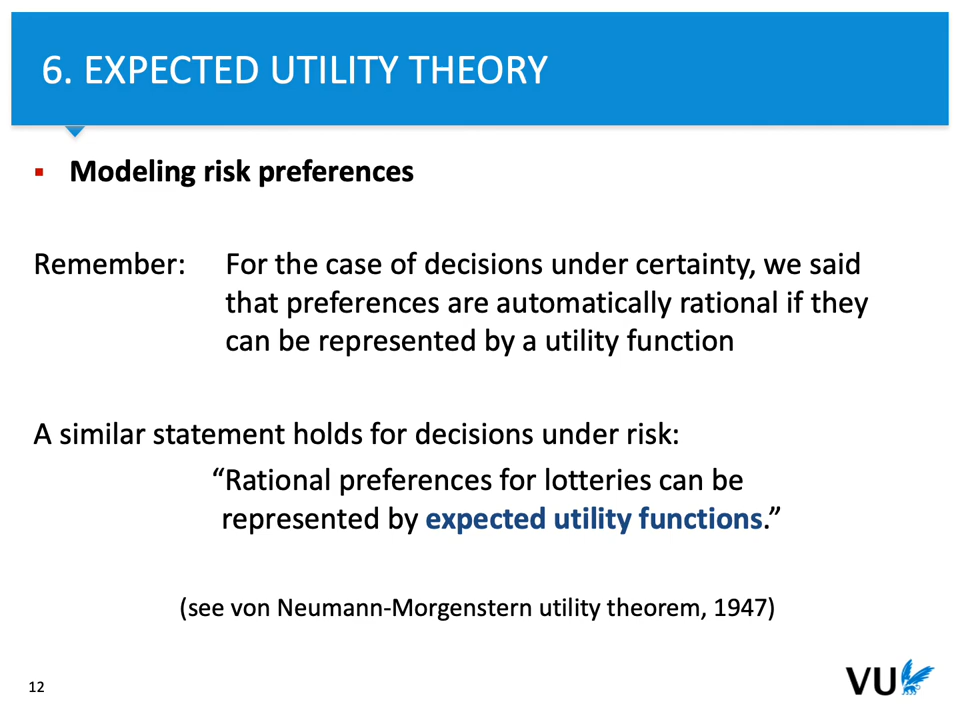 6. EXPECTED UTILITY THEORY
▪ Modeling risk preferences
Remember: For the case of decisions under certainty, we said
that preferences are automatically rational if they
can be represented by a utility function
A similar statement holds for decisions under risk:
“Rational preferences for lotteries can be
represented by expected utility functions.”
(see von Neumann-Morgenstern utility theorem, 1947)
12
VU